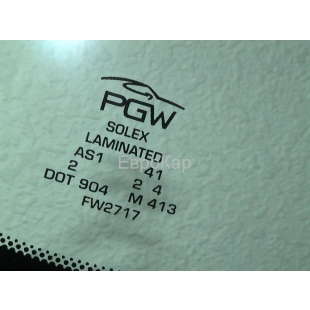 PGW
SOLEX
LAMINATED
AS1 41
2 2 4
DOT 904 M 413
FW2717
ЕвроКар